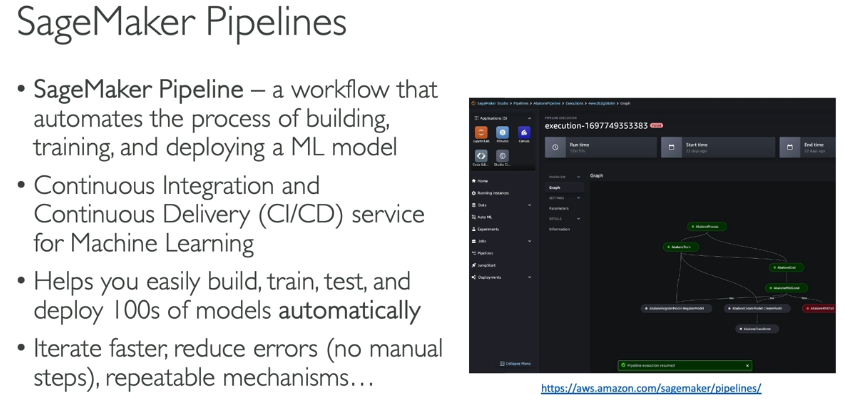 SageMaker Pipelines
• SageMaker Pipeline – a workflow that
automates the process of building,
training, and deploying a ML model
• Continuous Integration and
Continuous Delivery (CI/CD) service
for Machine Learning
• Helps you easily build, train, test, and
deploy 100s of models automatically
• Iterate faster, reduce errors (no manual
steps), repeatable mechanisms…
execution-1697749353383
Run time
Start time
End time
Graph
Graph
Parameters
Information
Home
Running instances
Data
Auto ML
Experiments
Jobs
Pipelines
JumpStart
Deployments
https://aws.amazon.com/sagemaker/pipelines/